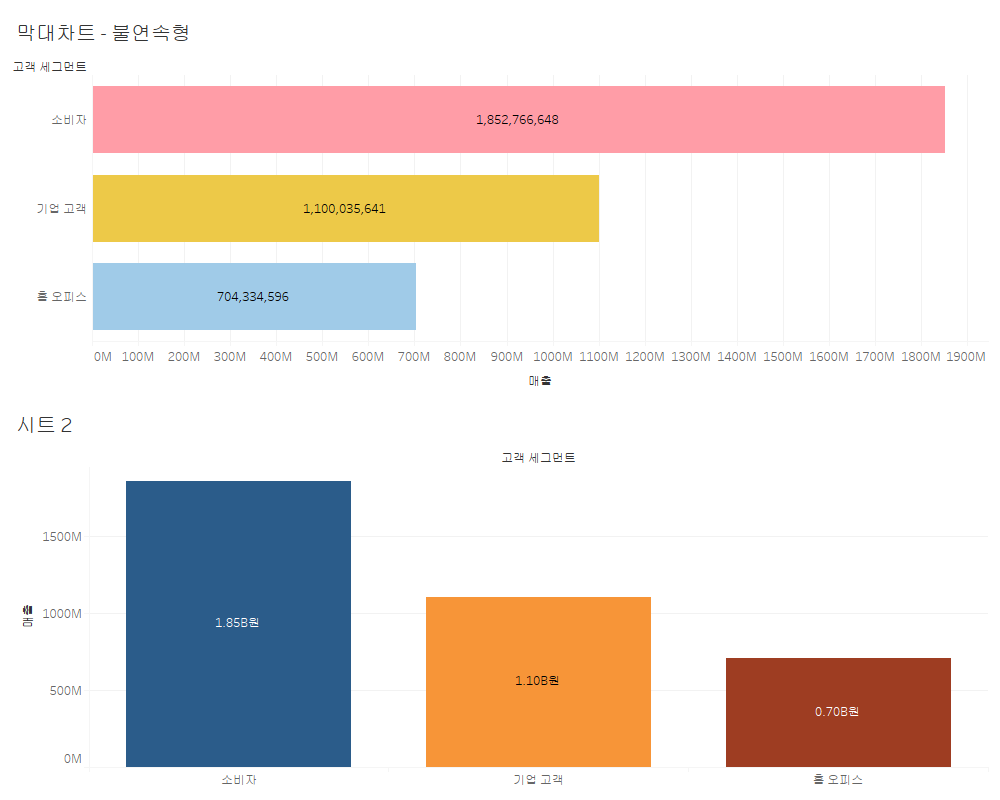 막대차트 - 불연속형
고객 세그먼트
소비자
1,852,766,648
기업 고객
1,100,035,641
홈 오피스
704,334,596
0M 100M 200M 300M 400M 500M 600M 700M 800M 900M 1000M 1100M 1200M 1300M 1400M 1500M 1600M 1700M 1800M 1900M
매출
시트 2
고객 세그먼트
1500M
1000M
500M
0M
매출
1.85B원
1.10B원
0.70B원
소비자 기업 고객 홈 오피스